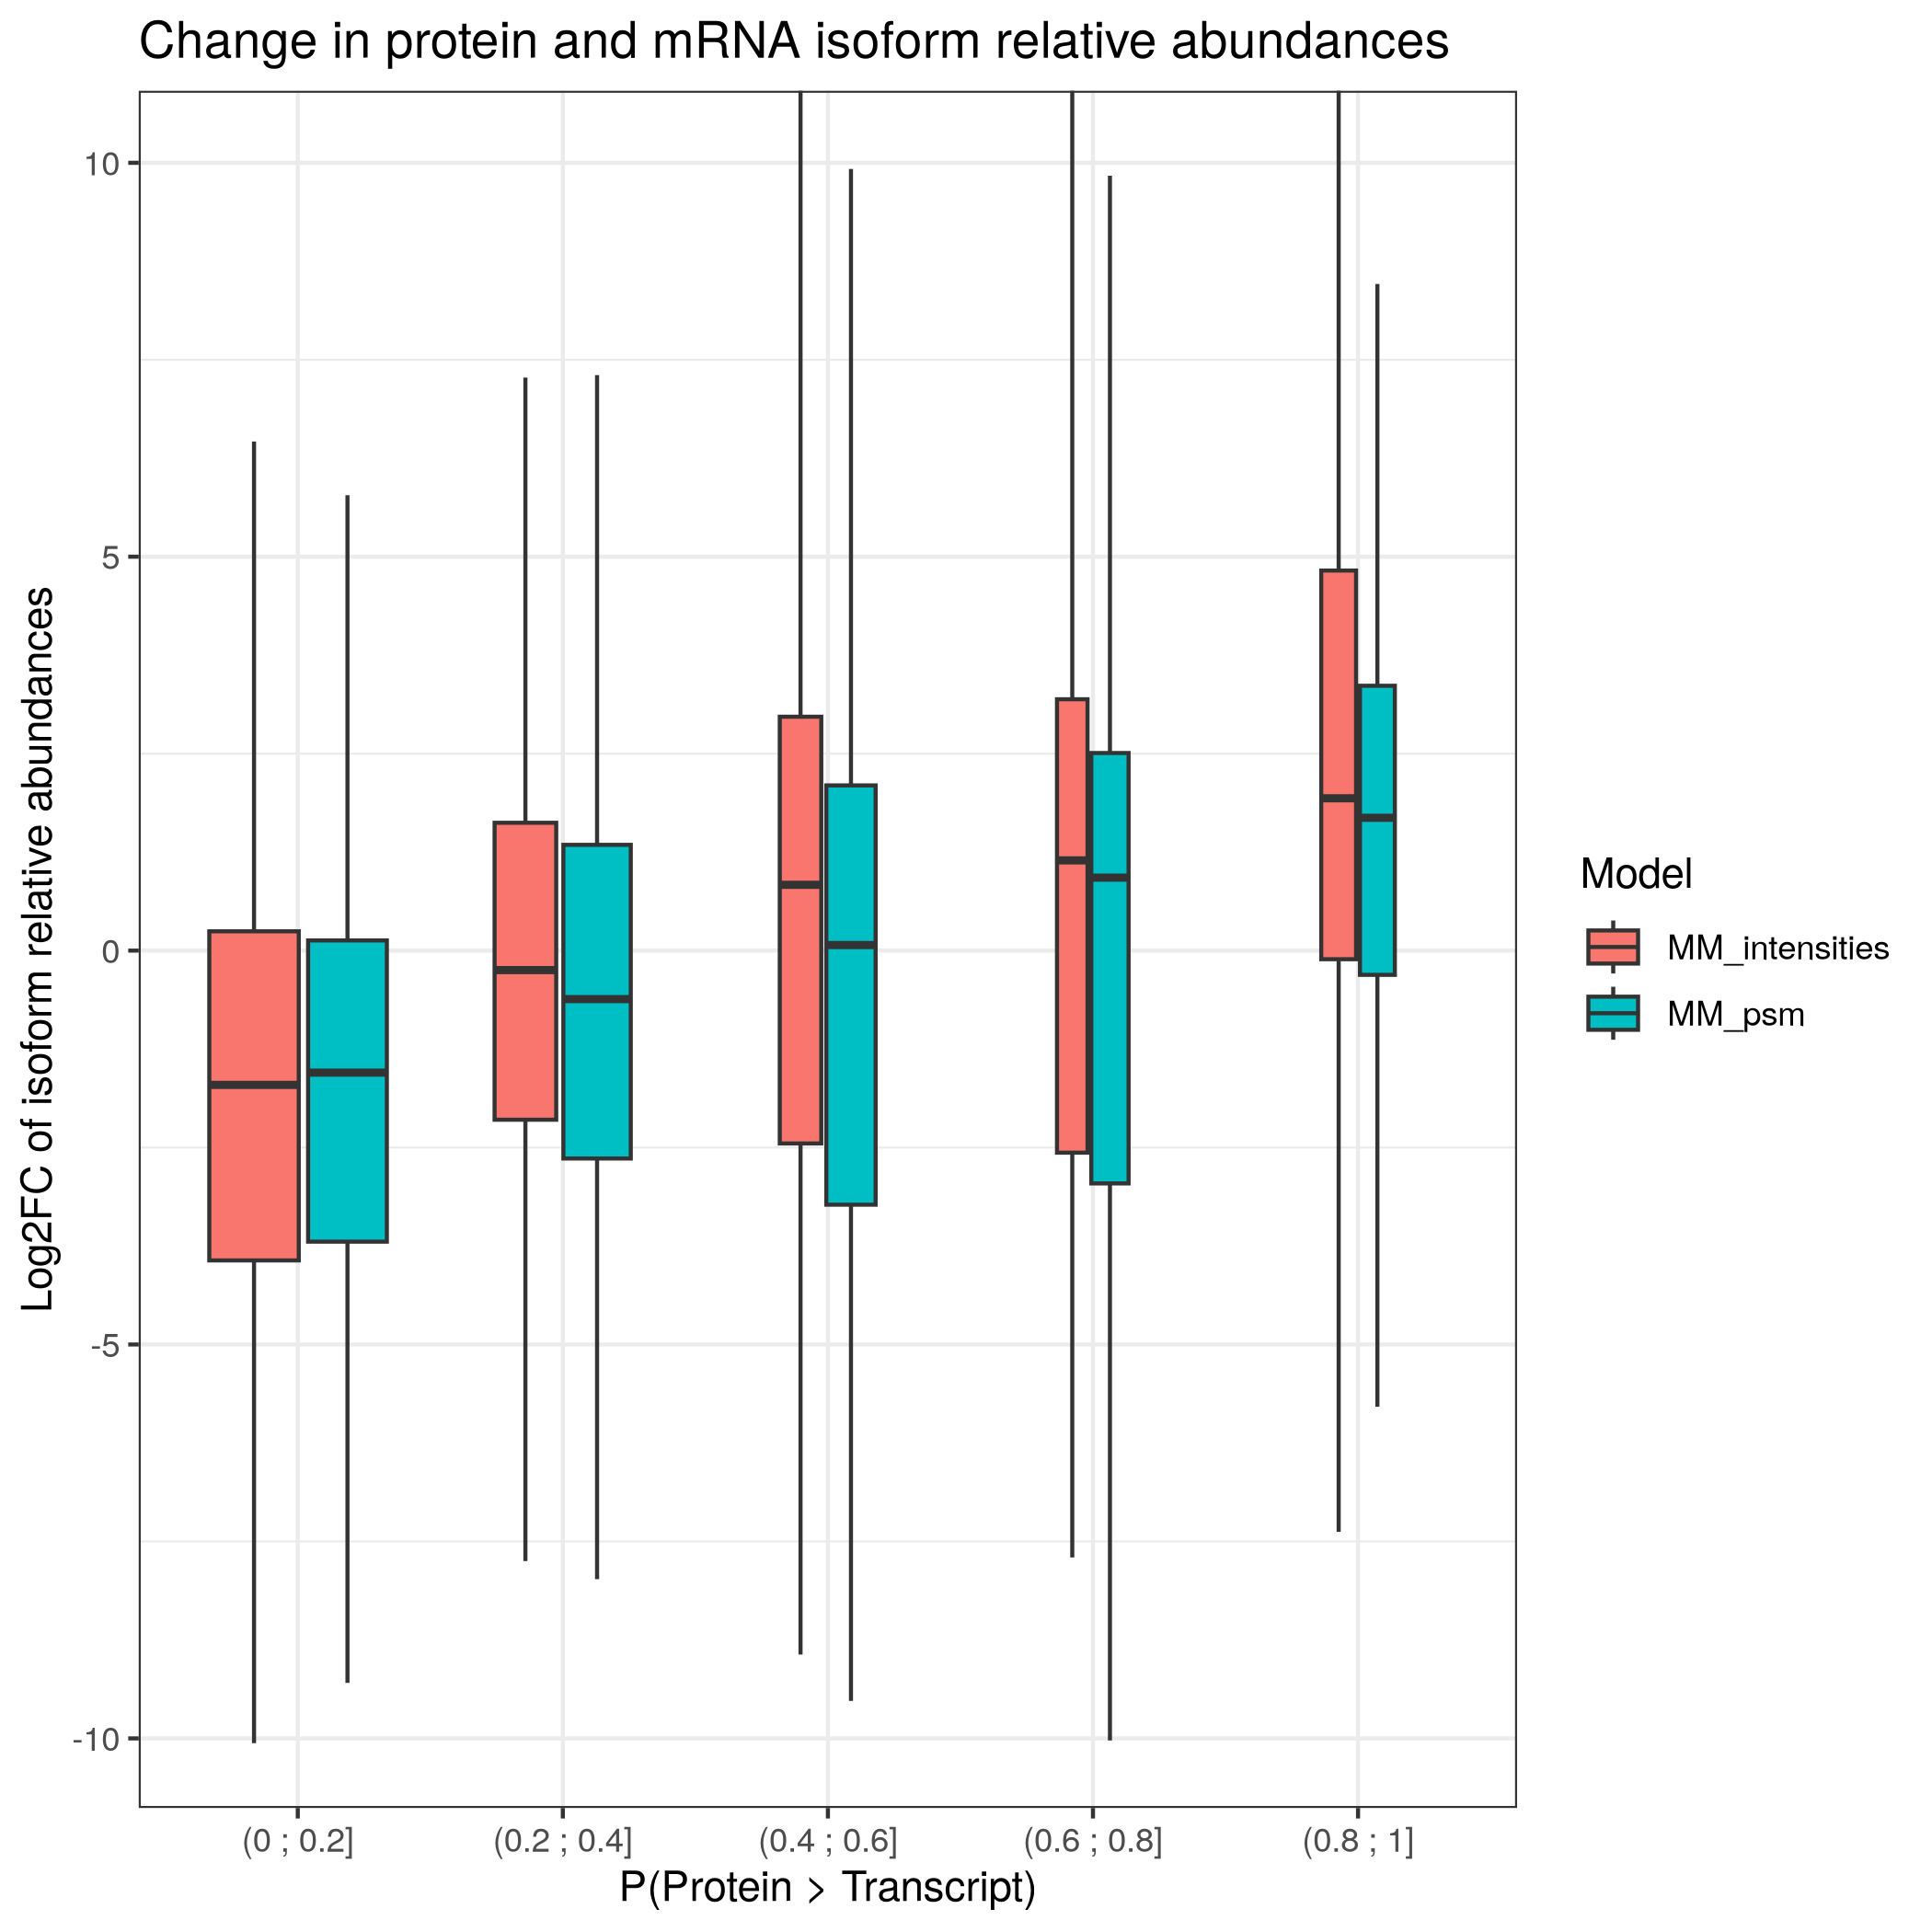 Change in protein and mRNA isoform relative abundances
Log2FC of isoform relative abundances
10
5
0
-5
-10
(0 ; 0.2]
(0.2 ; 0.4]
(0.4 ; 0.6]
(0.6 ; 0.8]
(0.8 ; 1]
P(Protein > Transcript)
Model
MM_intensities
MM_psm